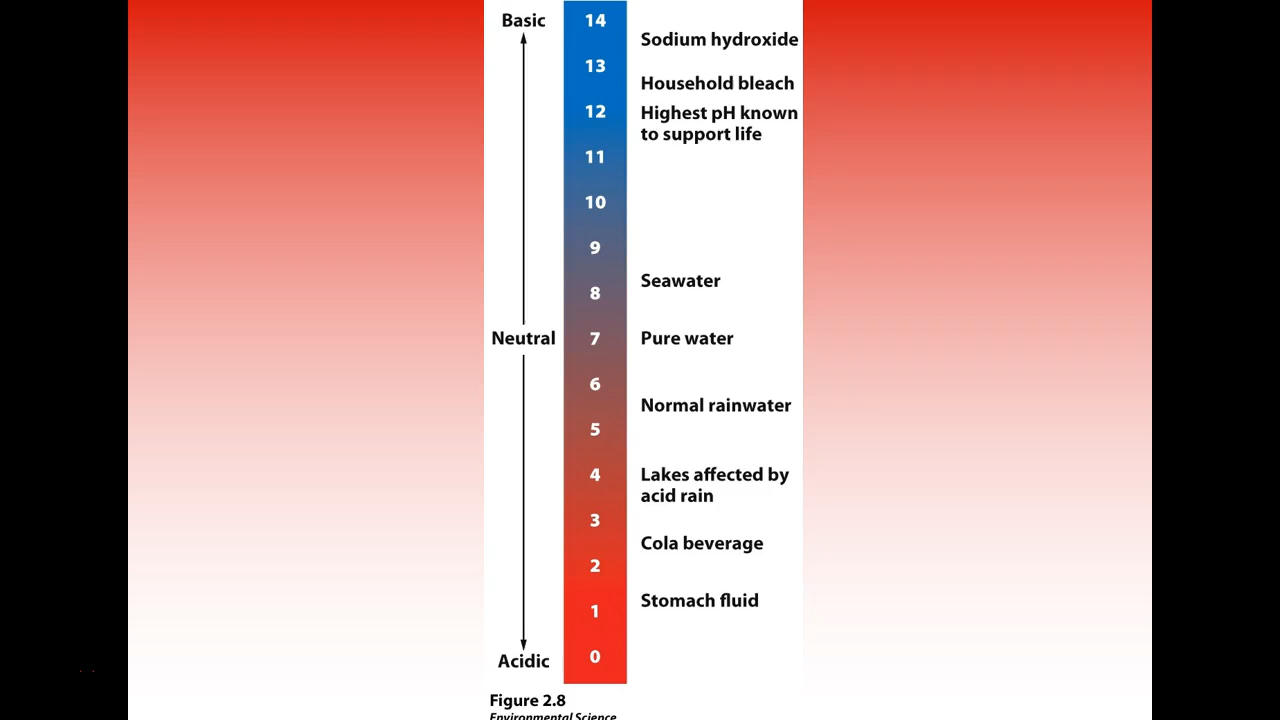 Basic
14
Sodium hydroxide
13
Household bleach
12
Highest pH known
to support life
11
10
9
Seawater
8
Neutral
7
Pure water
6
Normal rainwater
5
4
Lakes affected by
acid rain
3
Cola beverage
2
Stomach fluid
1
0
Acidic
Figure 2.8
Environmental Science